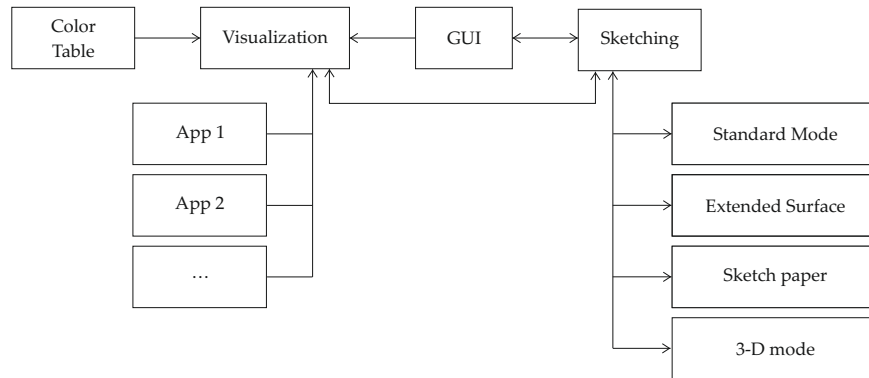 Color
Table
Visualization
GUI
Sketching
App 1
App 2
…
Standard Mode
Extended Surface
Sketch paper
3-D mode